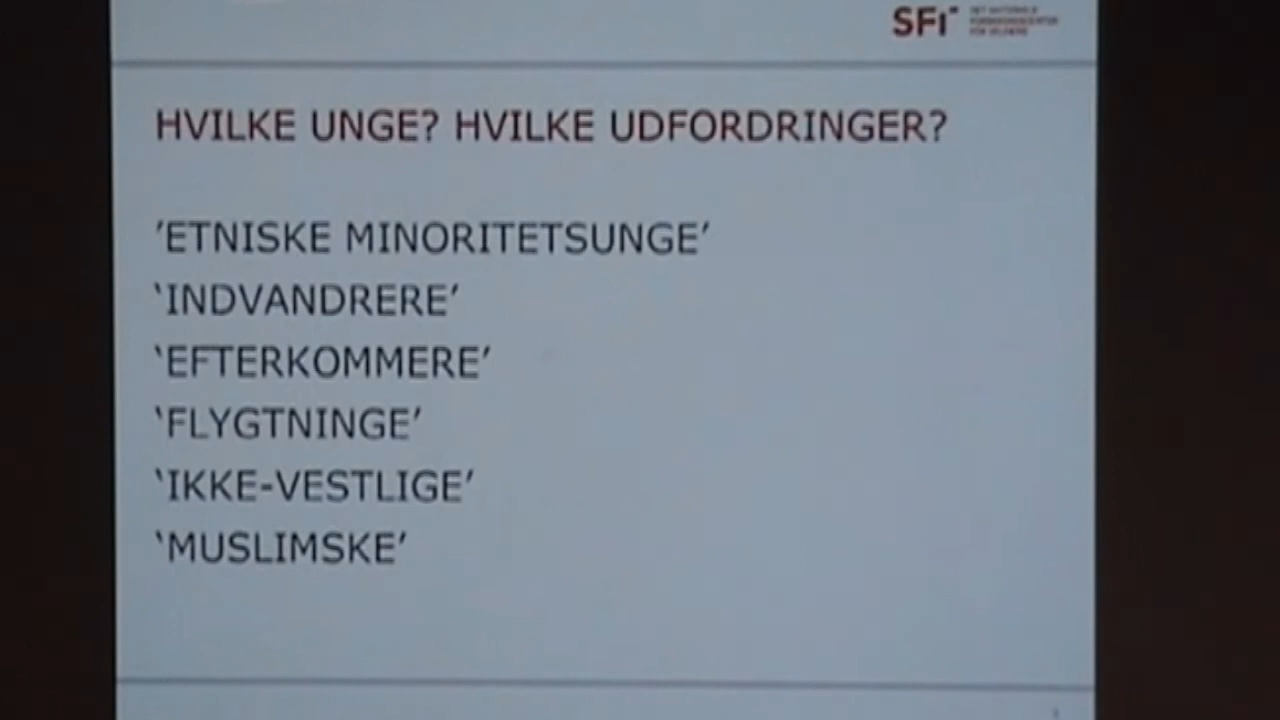 SFI
HVILKE UNGE? HVILKE UDFORDRINGER?
’ETNISKE MINORITETSUNGE’
‘INDVANDRERE’
‘EFTERKOMMERE’
‘FLYGTNINGE’
‘IKKE-VESTLIGE’
‘MUSLIMSKE’